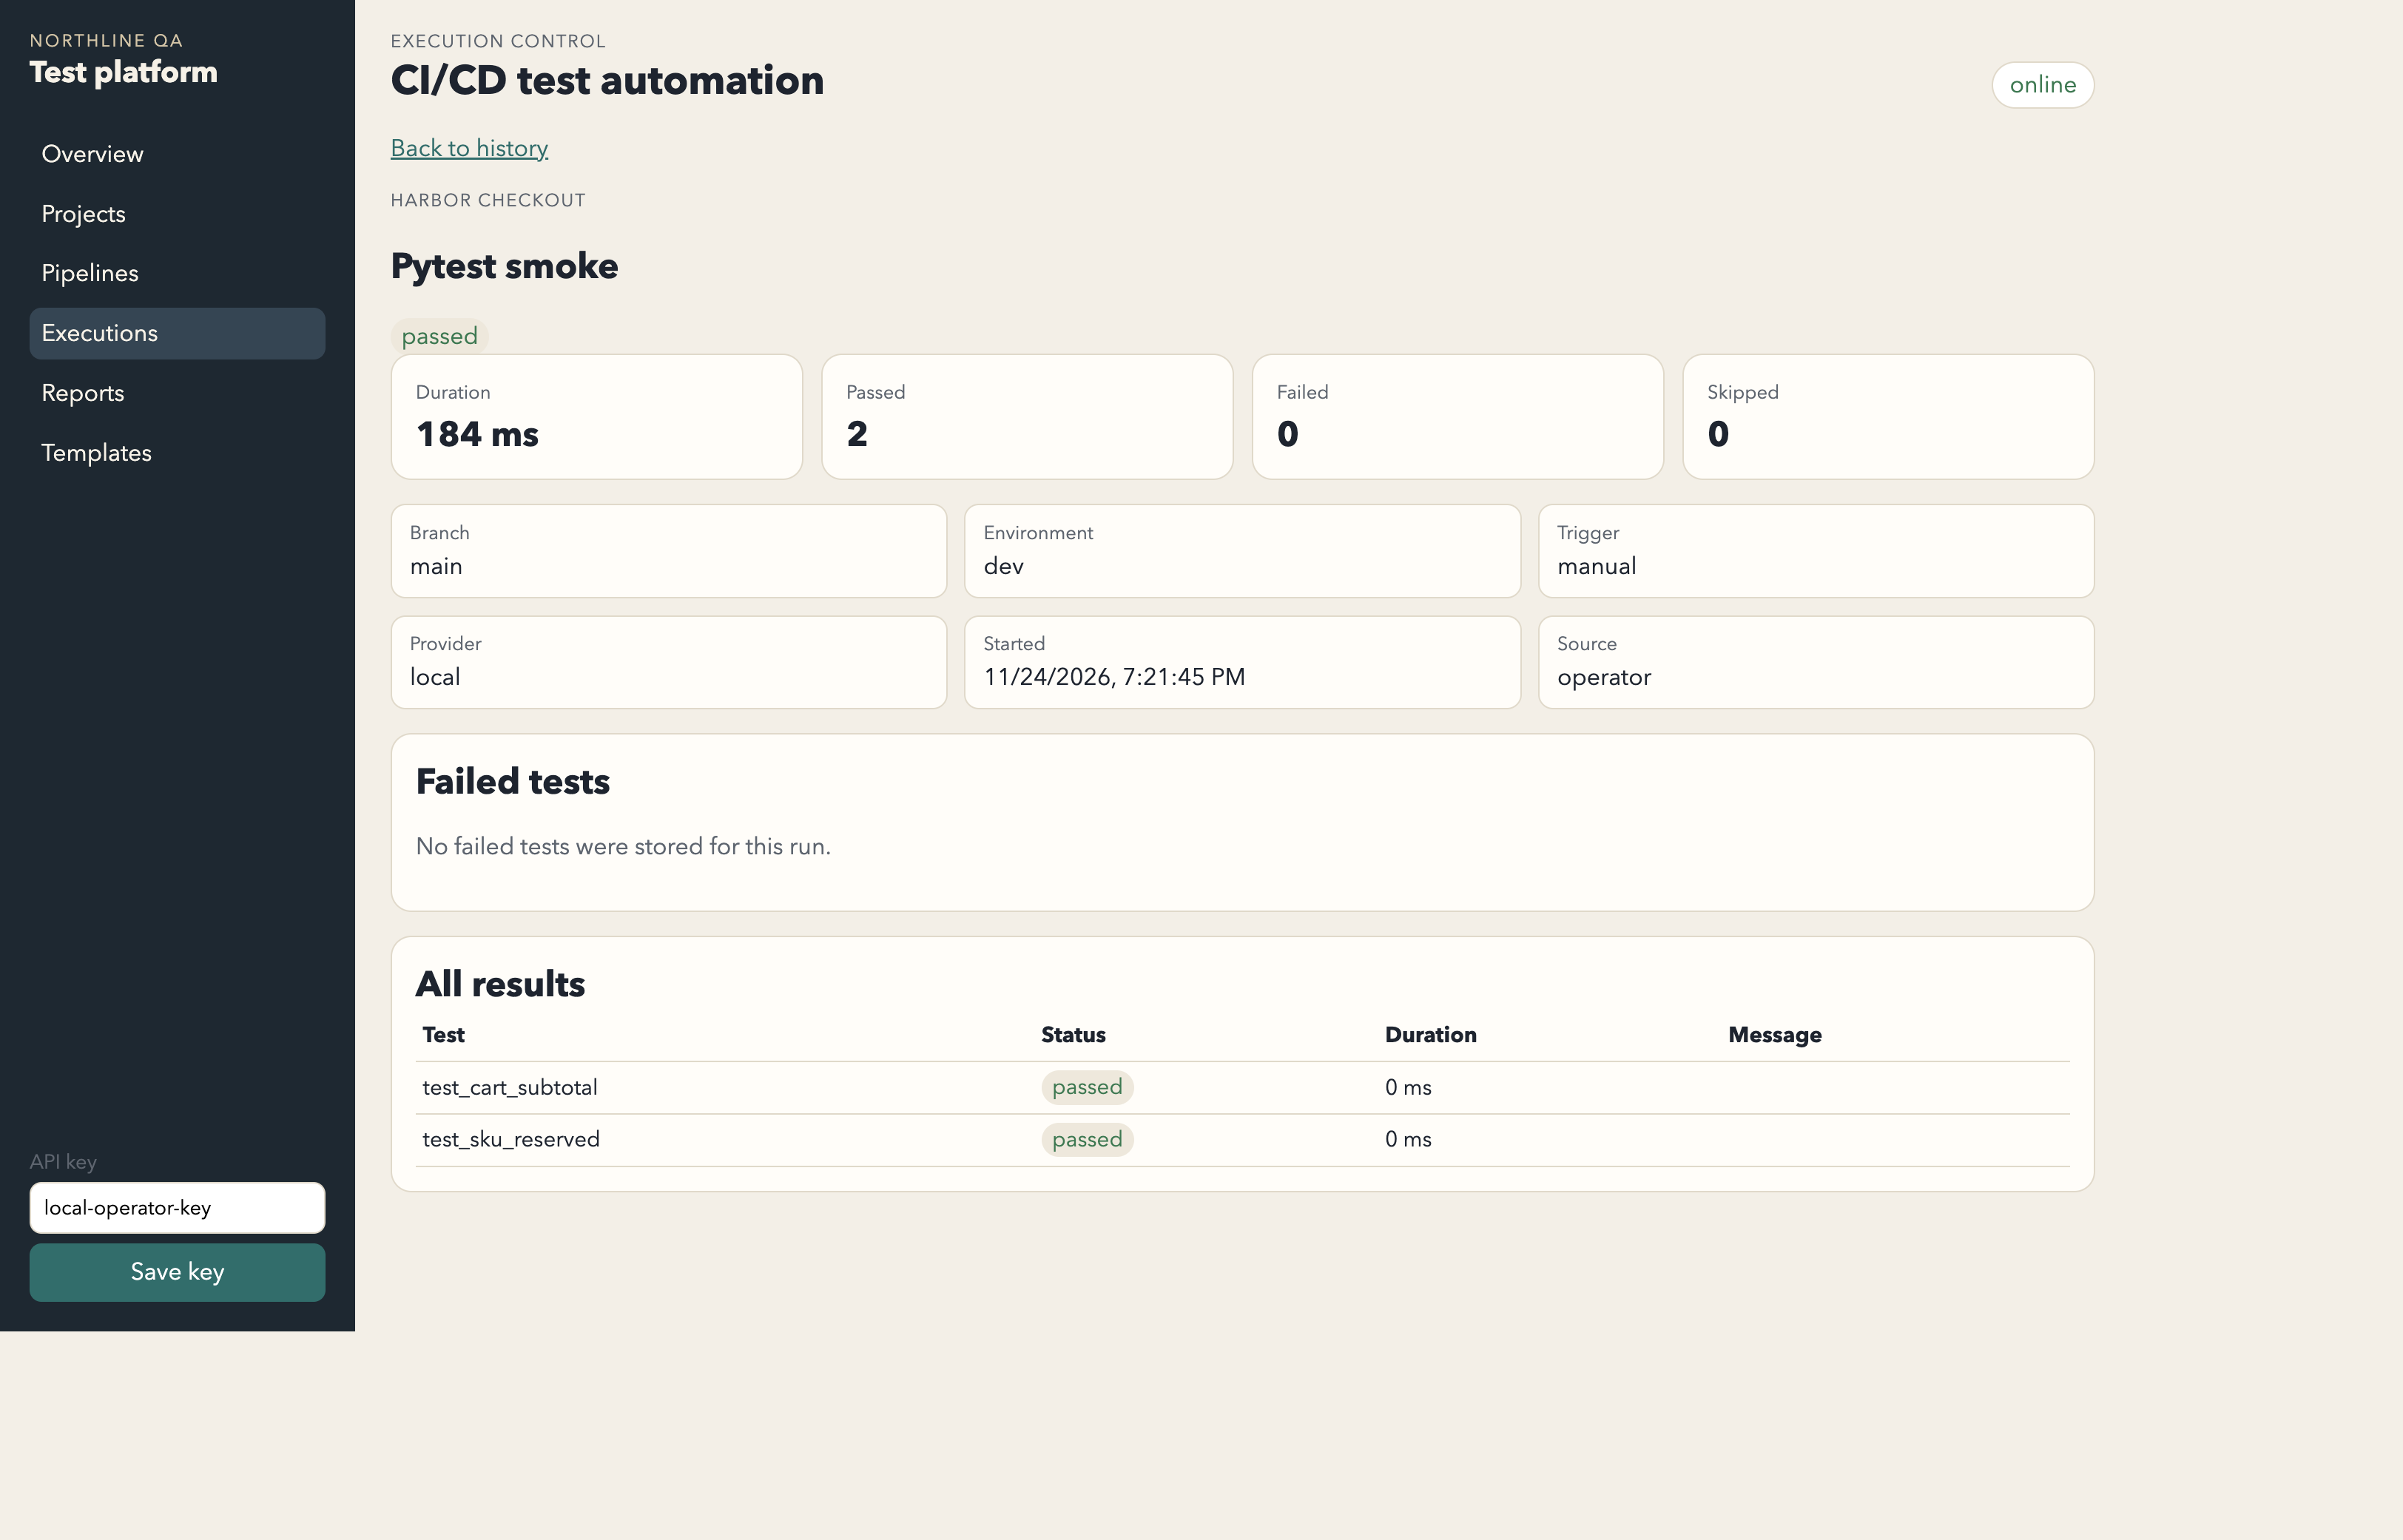 NORTHLINE QA
Test platform
Overview
Projects
Pipelines
Executions
Reports
Templates
API key
local-operator-key
Save key
EXECUTION CONTROL
CI/CD test automation
online
Back to history
HARBOR CHECKOUT
Pytest smoke
passed
Duration
184 ms
Passed
2
Failed
0
Skipped
0
Branch
main
Environment
dev
Trigger
manual
Provider
local
Started
11/24/2026, 7:21:45 PM
Source
operator
Failed tests
No failed tests were stored for this run.
All results
Test Status Duration Message
test_cart_subtotal passed 0 ms
test_sku_reserved passed 0 ms